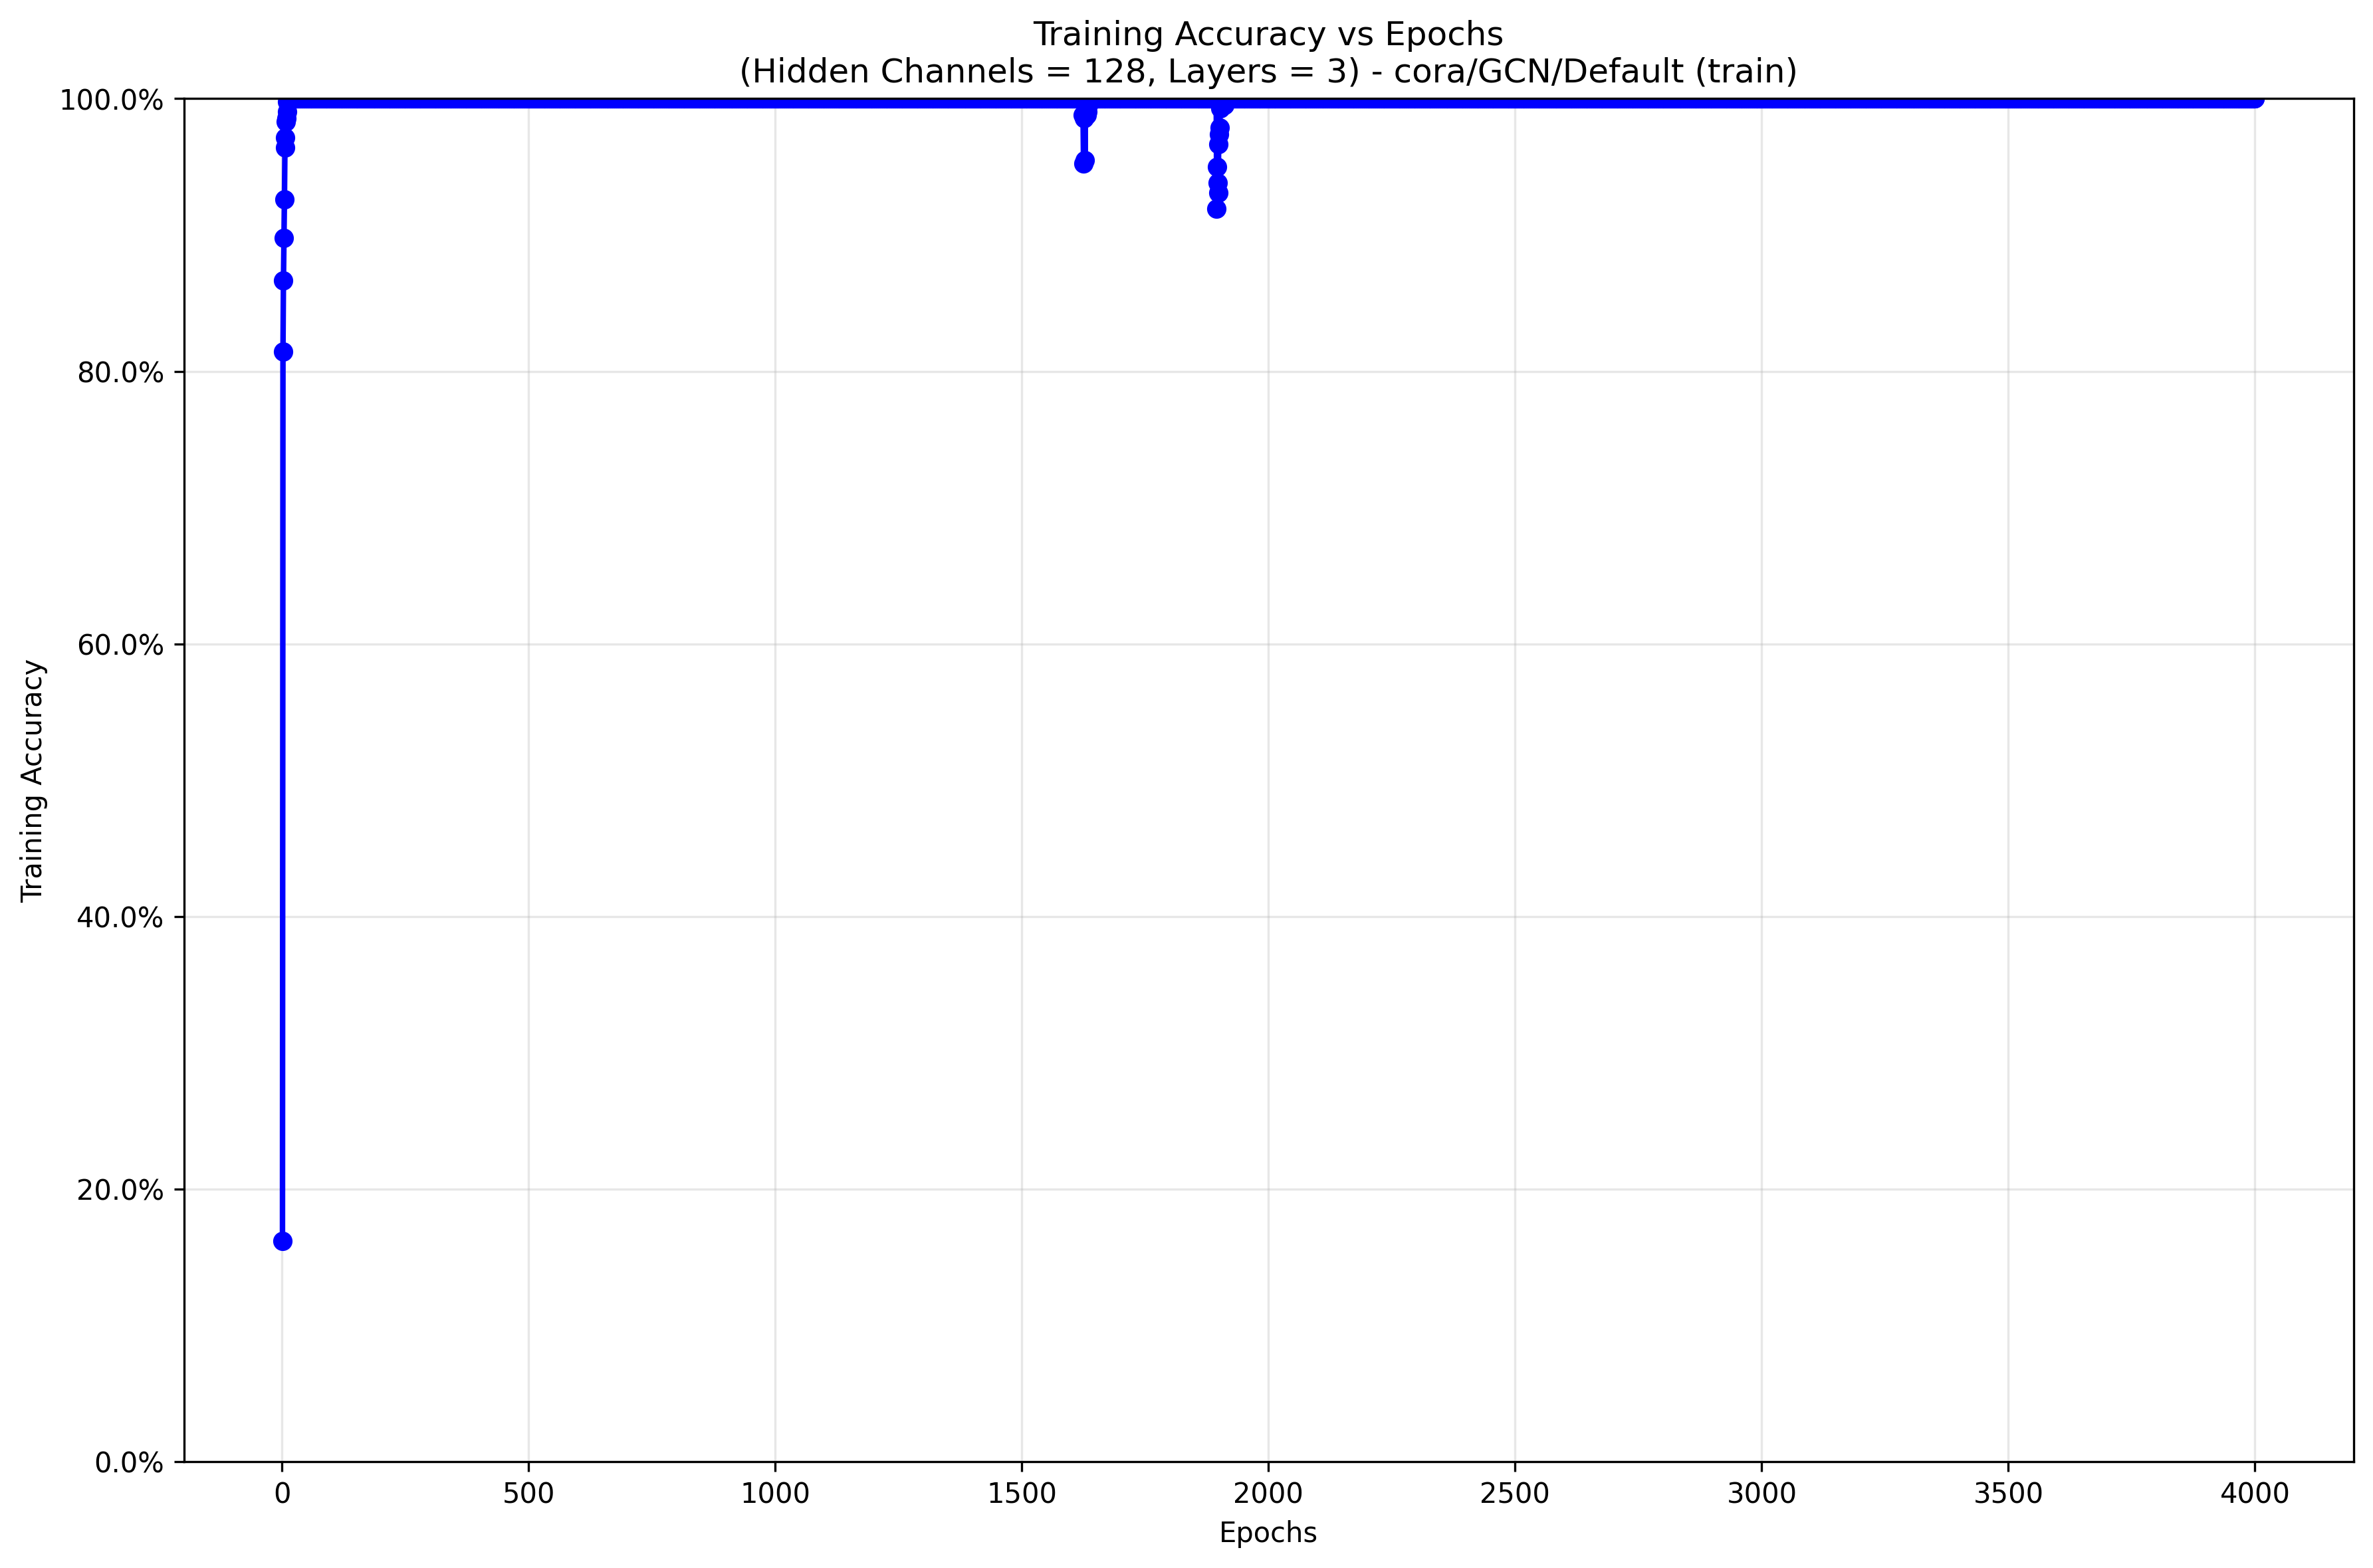 Training Accuracy vs Epochs
(Hidden Channels = 128, Layers = 3) - cora/GCN/Default (train)
Training Accuracy
100.0%
80.0%
60.0%
40.0%
20.0%
0.0%
0 500 1000 1500 2000 2500 3000 3500 4000
Epochs